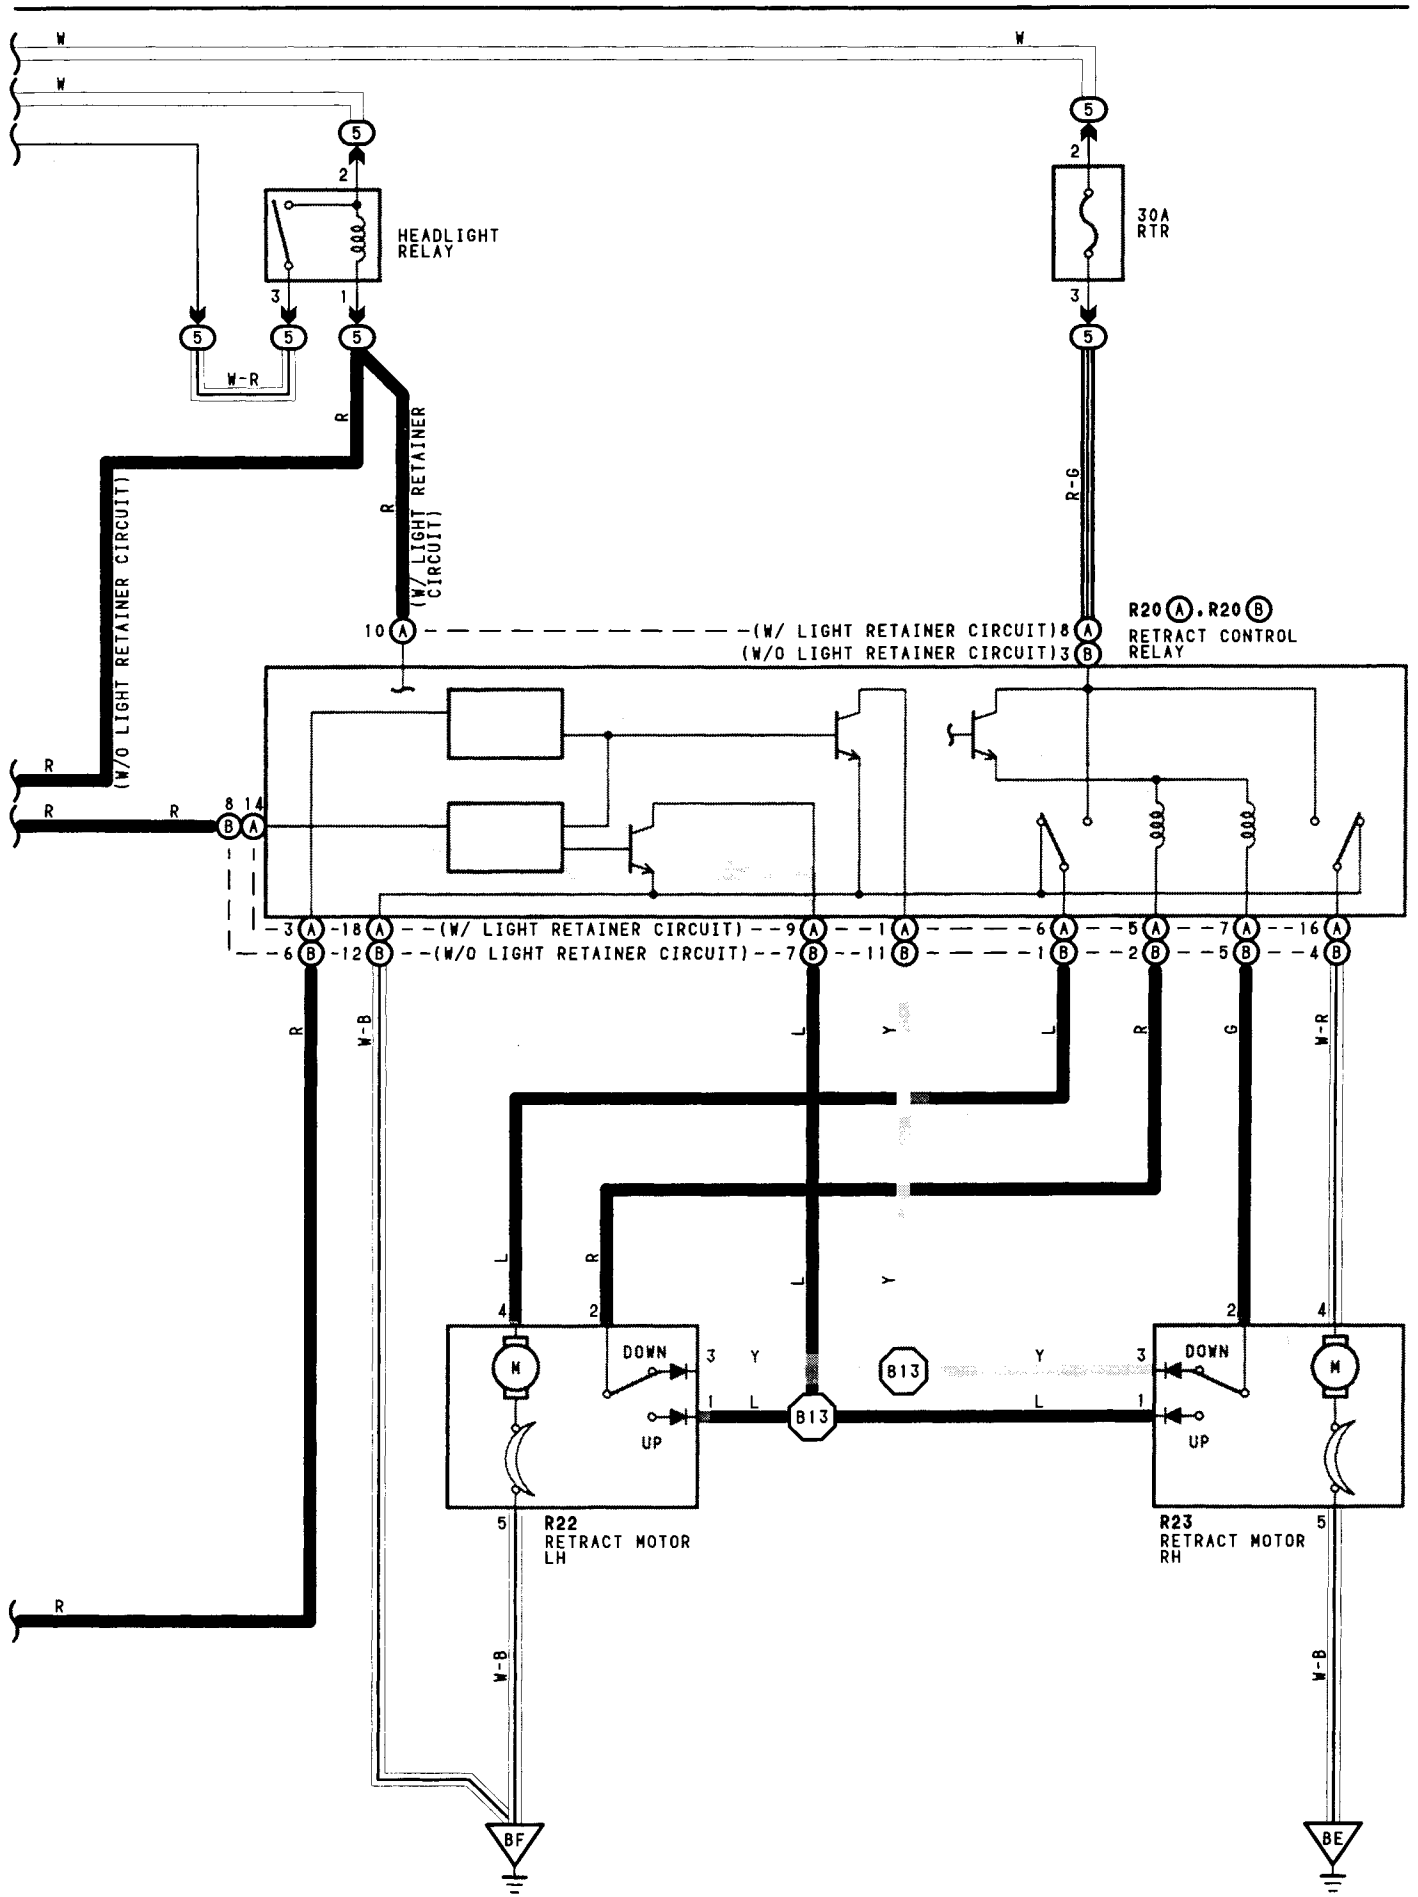 W
W
W
5
5
2
2
HEADLIGHT
RELAY
30A
RTR
3
1
3
5
5
5
5
W-R
R
R
(W/ LIGHT RETAINER
CIRCUIT)
(W/O LIGHT RETAINER CIRCUIT)
R-G
R20 A, R20 B
RETRACT CONTROL
RELAY
10 A
(W/ LIGHT RETAINER CIRCUIT) 8 A
(W/O LIGHT RETAINER CIRCUIT) 3 B
R
R
R
8 14
B A
3 A 18 A (W/ LIGHT RETAINER CIRCUIT) 9 A 1 A 6 A 5 A 7 A 16 A
6 B 12 B (W/O LIGHT RETAINER CIRCUIT) 7 B 11 B 1 B 2 B 5 B 4 B
R
W-B
L
Y
L
R
G
W-R
L
R
L
Y
4
2
2
4
M
DOWN
3
Y
B13
Y
3
DOWN
M
UP
1
L
B13
L
1
UP
5
R22
RETRACT MOTOR
LH
R23
RETRACT MOTOR
RH
5
R
W-B
W-B
BF
BE